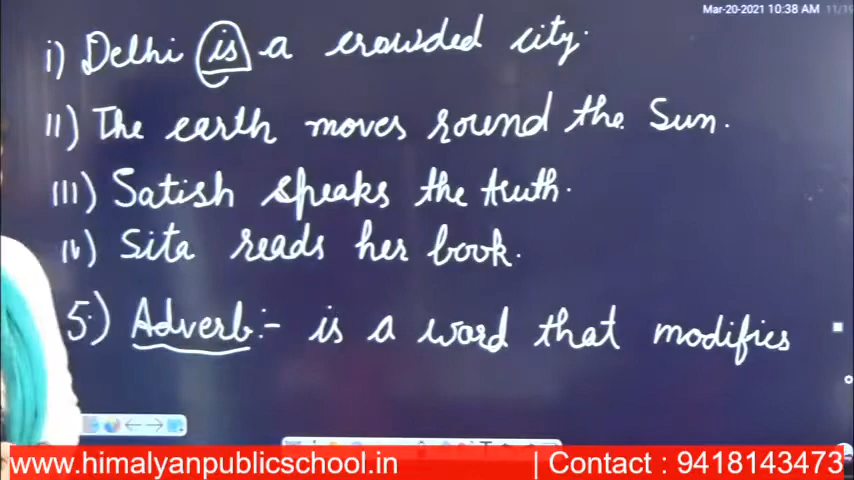 Mar-20-2021 10:38 AM 11/19
i) Delhi is a crowded city.
ii) The earth moves round the Sun.
iii) Satish speaks the truth.
iv) Sita reads her book.
5) Adverb:- is a word that modifies
www.himalyanpublicschool.in | Contact : 9418143473